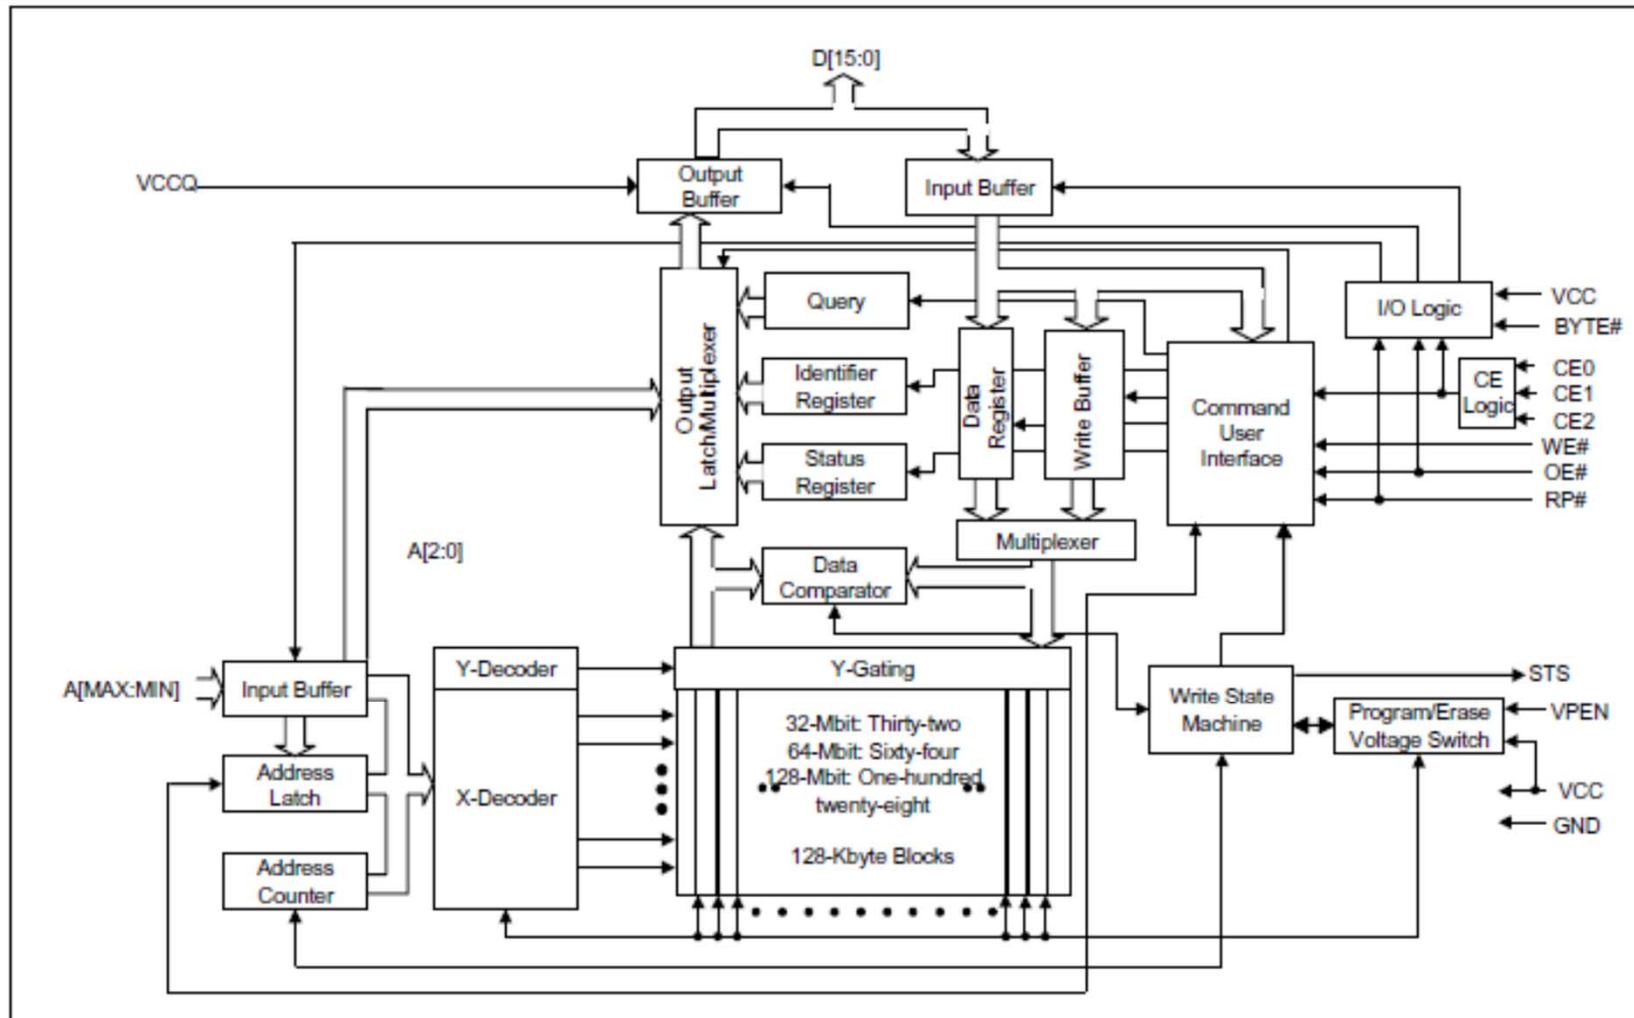 D[15:0]
VCCQ
Output
Buffer
Input Buffer
Query
I/O Logic
VCC
BYTE#
Output
Latch/Multiplexer
Identifier
Register
Data
Register
Write Buffer
Command
User
Interface
CE
Logic
CE0
CE1
CE2
WE#
OE#
RP#
Status
Register
A[2:0]
Multiplexer
Data
Comparator
A[MAX:MIN]
Input Buffer
Y-Decoder
Y-Gating
Write State
Machine
STS
Program/Erase
Voltage Switch
VPEN
Address
Latch
X-Decoder
32-Mbit: Thirty-two
64-Mbit: Sixty-four
128-Mbit: One-hundred
twenty-eight
128-Kbyte Blocks
VCC
GND
Address
Counter